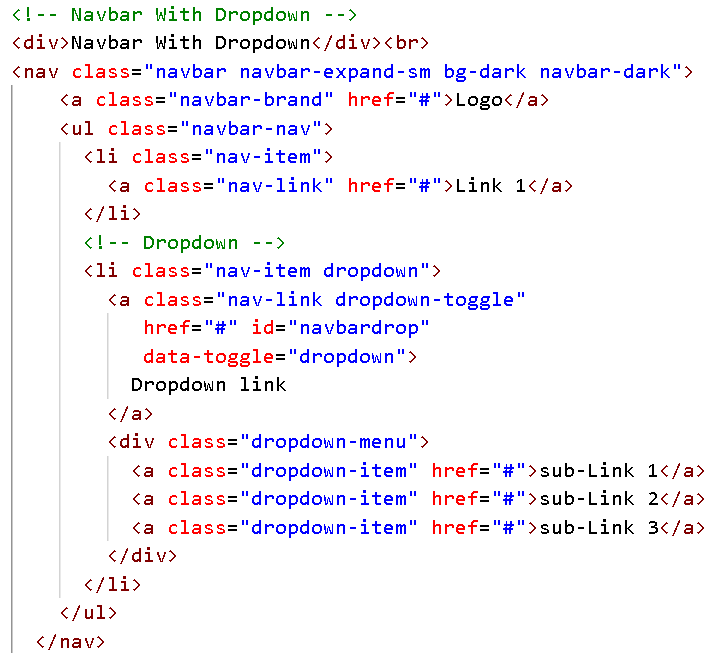 <!-- Navbar With Dropdown -->
<div>Navbar With Dropdown</div><br>
<nav class="navbar navbar-expand-sm bg-dark navbar-dark">
    <a class="navbar-brand" href="#">Logo</a>
    <ul class="navbar-nav">
      <li class="nav-item">
        <a class="nav-link" href="#">Link 1</a>
      </li>
      <!-- Dropdown -->
      <li class="nav-item dropdown">
        <a class="nav-link dropdown-toggle"
           href="#" id="navbardrop"
           data-toggle="dropdown">
          Dropdown link
        </a>
        <div class="dropdown-menu">
          <a class="dropdown-item" href="#">sub-Link 1</a>
          <a class="dropdown-item" href="#">sub-Link 2</a>
          <a class="dropdown-item" href="#">sub-Link 3</a>
        </div>
      </li>
    </ul>
  </nav>